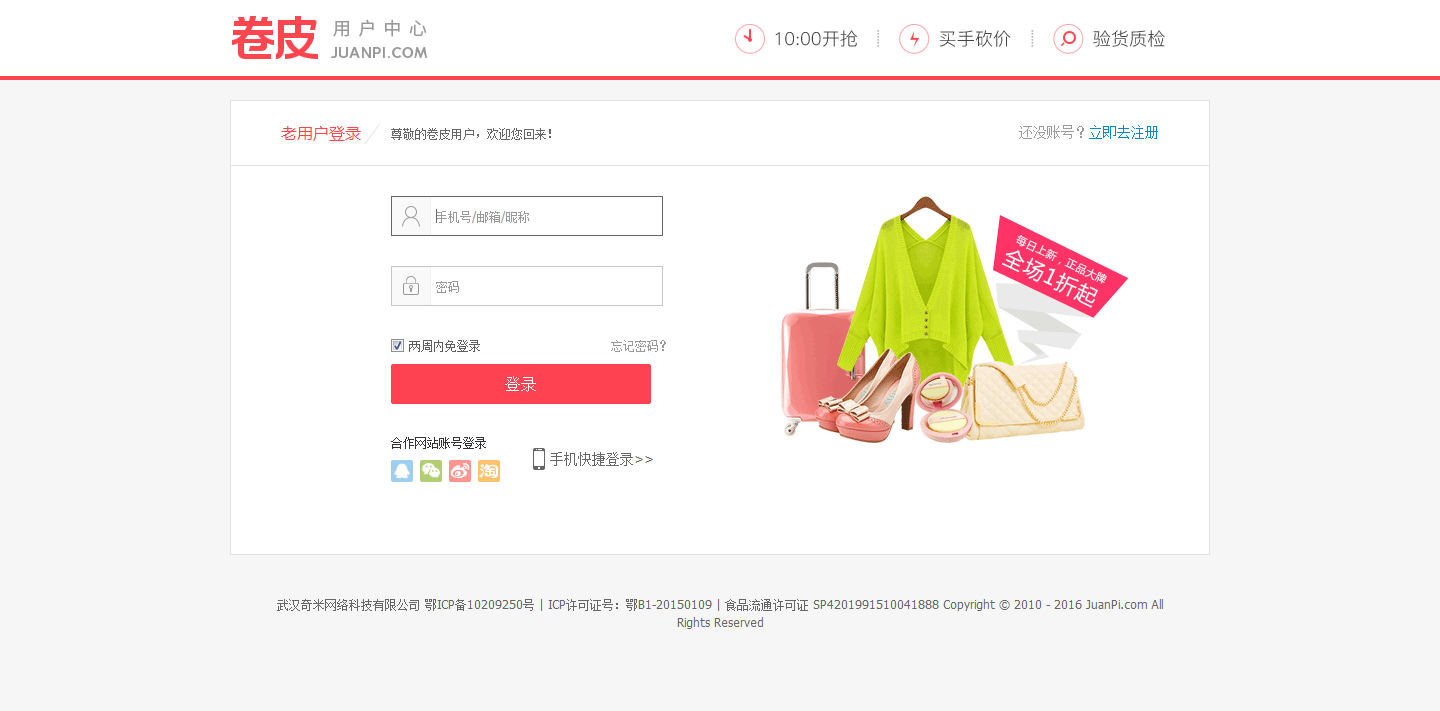 卷皮 用户中心
JUANPI.COM
10:00开抢
买手砍价
验货质检
老用户登录
尊敬的卷皮用户，欢迎您回来！
还没账号？立即去注册
手机号/邮箱/昵称
密码
两周内免登录
忘记密码？
登录
合作网站账号登录
淘
手机快捷登录>>
每日上新，正品大牌
全场1折起
武汉奇米网络科技有限公司 鄂ICP备10209250号 | ICP许可证号：鄂B1-20150109 | 食品流通许可证 SP4201991510041888 Copyright © 2010 - 2016 JuanPi.com All
Rights Reserved